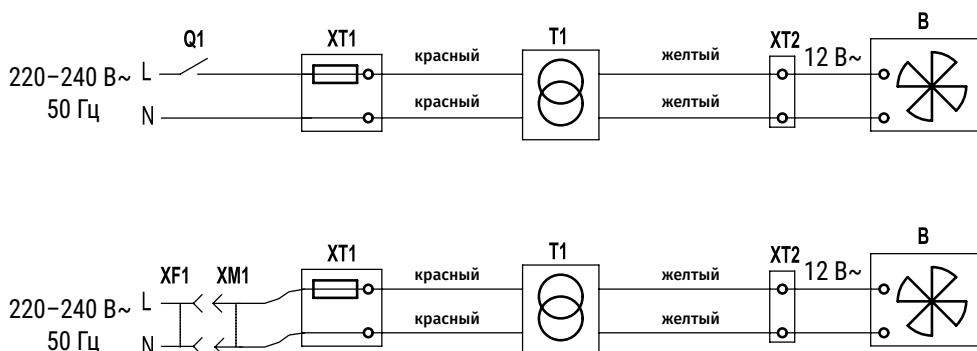 Q1 XT1 T1 XT2 B
красный желтый 12 В~
220–240 В~ L
50 Гц
красный желтый
N
XF1 XM1 XT1 T1 XT2 B
красный желтый 12 В~
220–240 В~ L
50 Гц
красный желтый
N